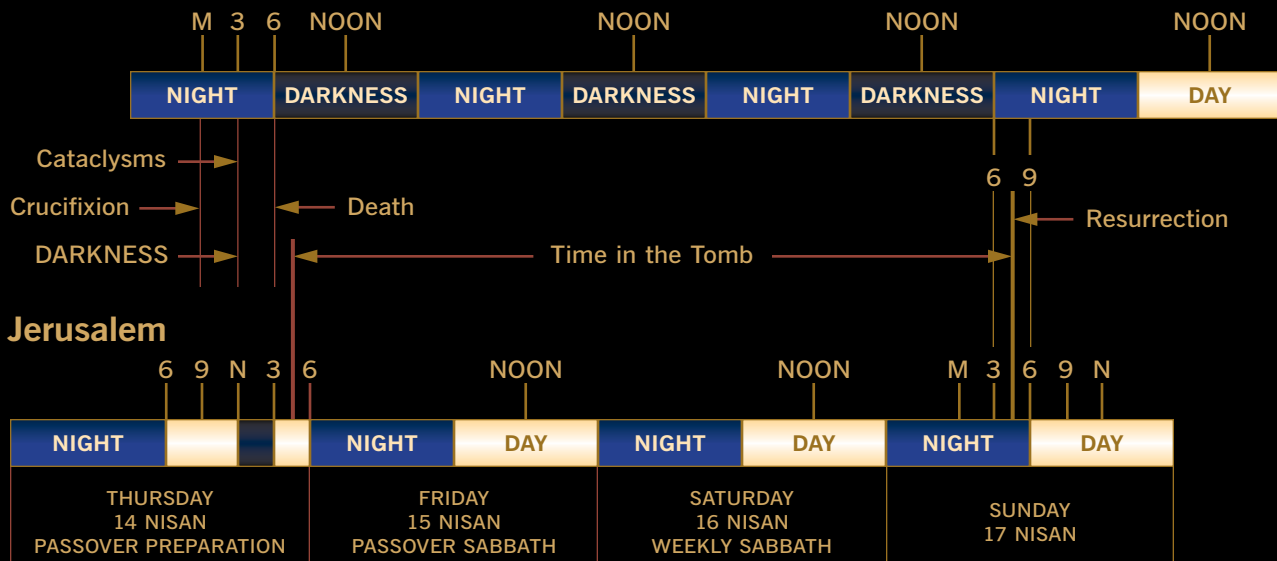 M 3 6 NOON NOON NOON NOON
NIGHT DARKNESS NIGHT DARKNESS NIGHT DARKNESS NIGHT DAY
Cataclysms
6 9
Crucifixion Death
Resurrection
DARKNESS Time in the Tomb
Jerusalem
6 9 N 3 6 NOON NOON M 3 6 9 N
NIGHT NIGHT DAY NIGHT DAY NIGHT DAY
THURSDAY
14 NISAN
PASSOVER PREPARATION
FRIDAY
15 NISAN
PASSOVER SABBATH
SATURDAY
16 NISAN
WEEKLY SABBATH
SUNDAY
17 NISAN